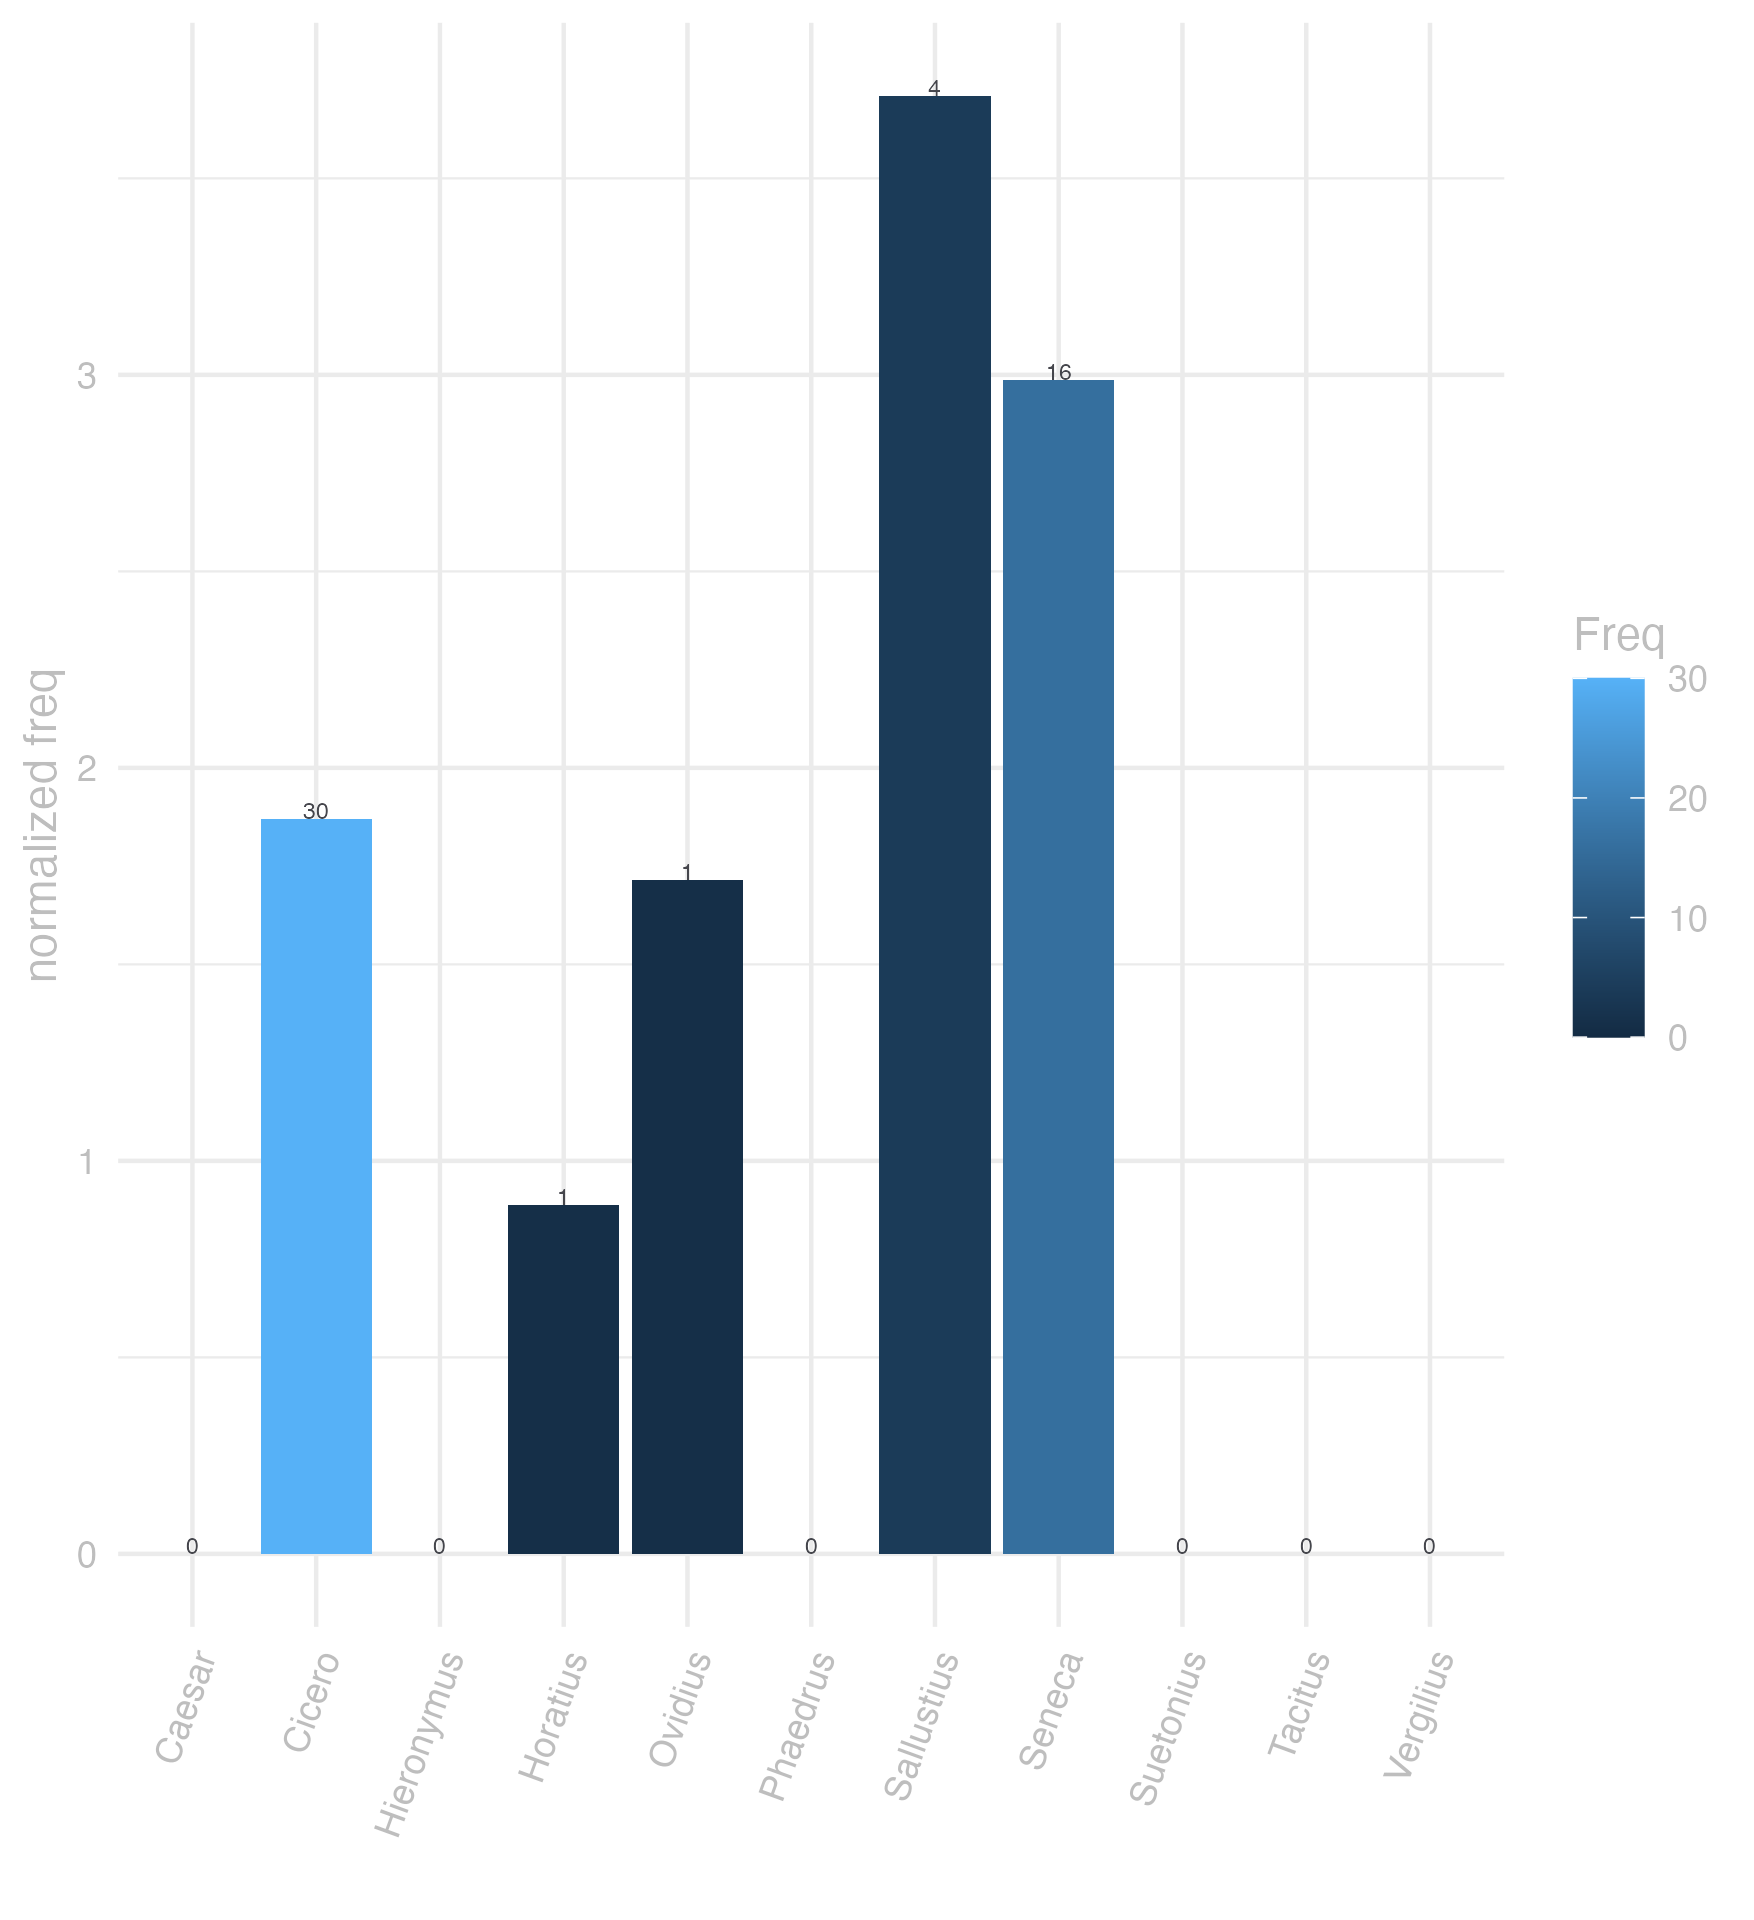 normalized freq
3
2
1
0
4
16
30
1
1
0
0
0
0
0
0
Caesar
Cicero
Hieronymus
Horatius
Ovidius
Phaedrus
Sallustius
Seneca
Suetonius
Tacitus
Vergilius
Freq
30
20
10
0